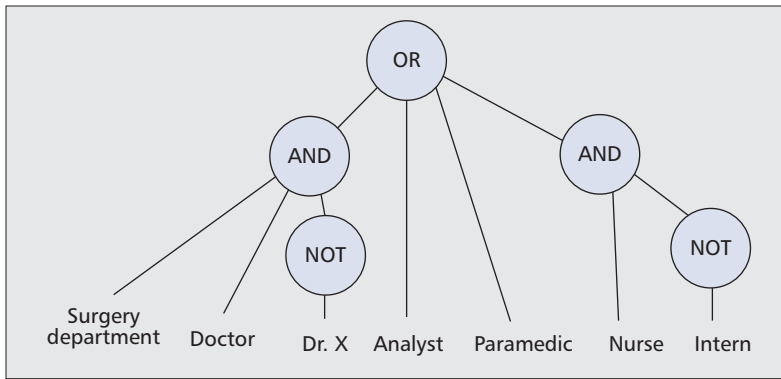 OR
AND
AND
NOT
NOT
Surgery
department
Doctor
Dr. X
Analyst
Paramedic
Nurse
Intern